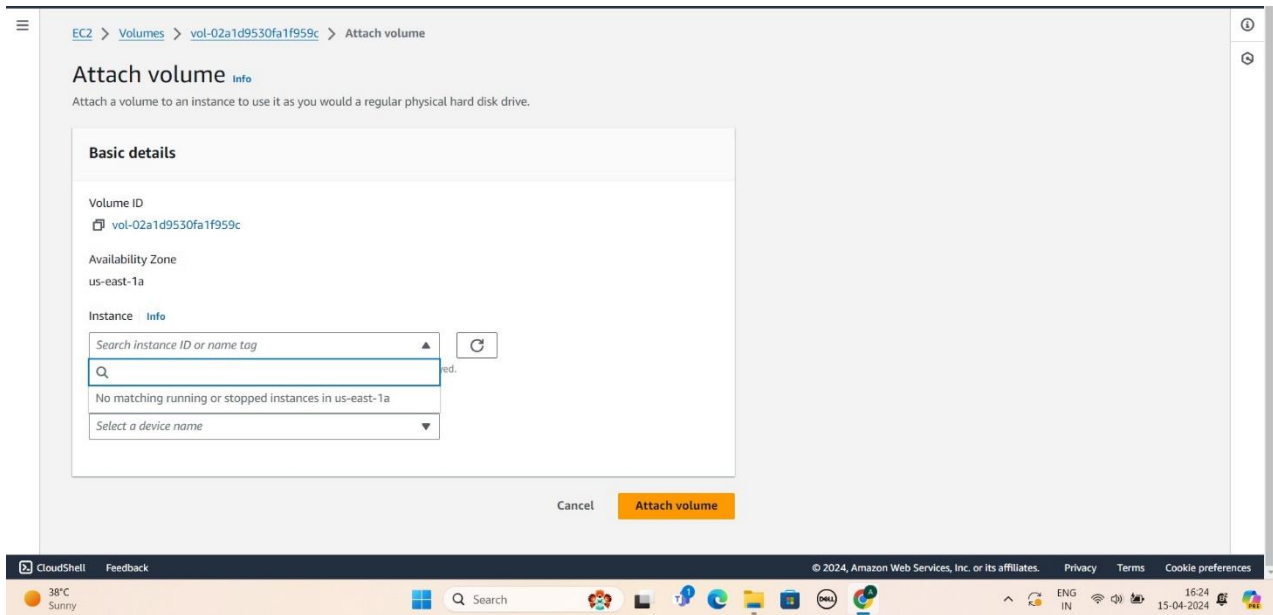 EC2 > Volumes > vol-02a1d9530fa1f959c > Attach volume
Attach volume Info
Attach a volume to an instance to use it as you would a regular physical hard disk drive.
Basic details
Volume ID
vol-02a1d9530fa1f959c
Availability Zone
us-east-1a
Instance Info
Search instance ID or name tag
No matching running or stopped instances in us-east-1a
Select a device name
Cancel Attach volume
CloudShell Feedback © 2024, Amazon Web Services, Inc. or its affiliates. Privacy Terms Cookie preferences
38°C
Sunny
Search
DELL
ENG
IN
16:24
15-04-2024
PRE